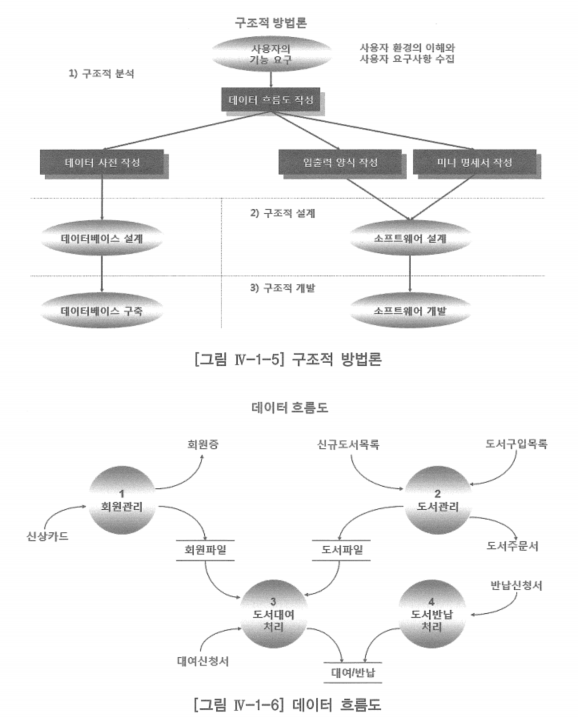 구조적 방법론
사용자의
기능 요구
사용자 환경의 이해와
사용자 요구사항 수집
1) 구조적 분석
데이터 흐름도 작성
데이터 사전 작성
입출력 양식 작성
미니 명세서 작성
2) 구조적 설계
데이터베이스 설계
소프트웨어 설계
3) 구조적 개발
데이터베이스 구축
소프트웨어 개발
[그림 Ⅳ-1-5] 구조적 방법론
데이터 흐름도
회원증
신규도서목록
도서구입목록
1
회원관리
2
도서관리
신상카드
회원파일
도서파일
도서주문서
반납신청서
3
도서대여
처리
4
도서반납
처리
대여신청서
대여/반납
[그림 Ⅳ-1-6] 데이터 흐름도